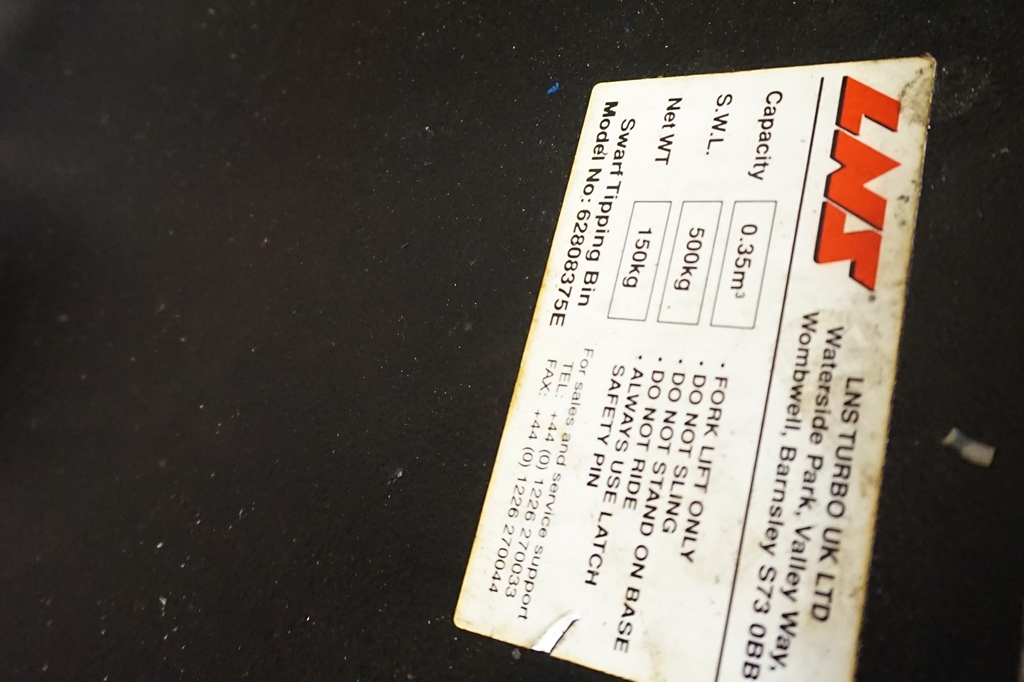 LNS®
LNS TURBO UK LTD
Waterside Park, Valley Way,
Wombwell, Barnsley S73 0BB
Capacity 0.35m³
S.W.L. 500kg
Net WT 150kg
Swarf Tipping Bin
Model No: 62808375E
· FORK LIFT ONLY
· DO NOT SLING
· DO NOT STAND ON BASE
· DO NOT RIDE
· ALWAYS USE LATCH
SAFETY PIN
For sales and service support
TEL: +44 (0) 1226 270033
FAX: +44 (0) 1226 270044